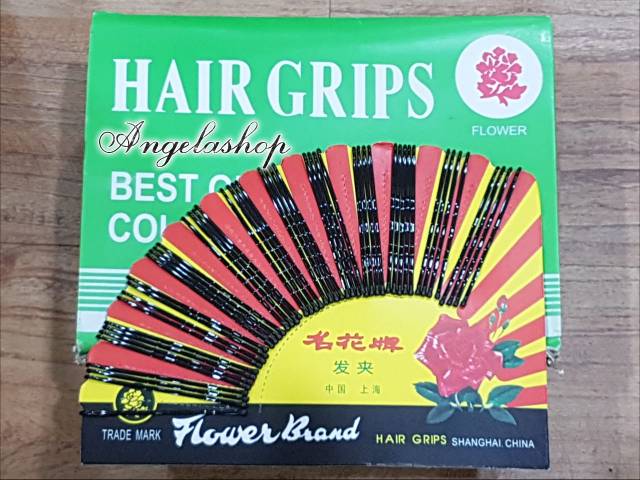 HAIR GRIPS
FLOWER
Angelashop
BEST
COL
名花牌
发夹
中国 上海
TRADE MARK
Flower Brand
HAIR GRIPS SHANGHAI. CHINA